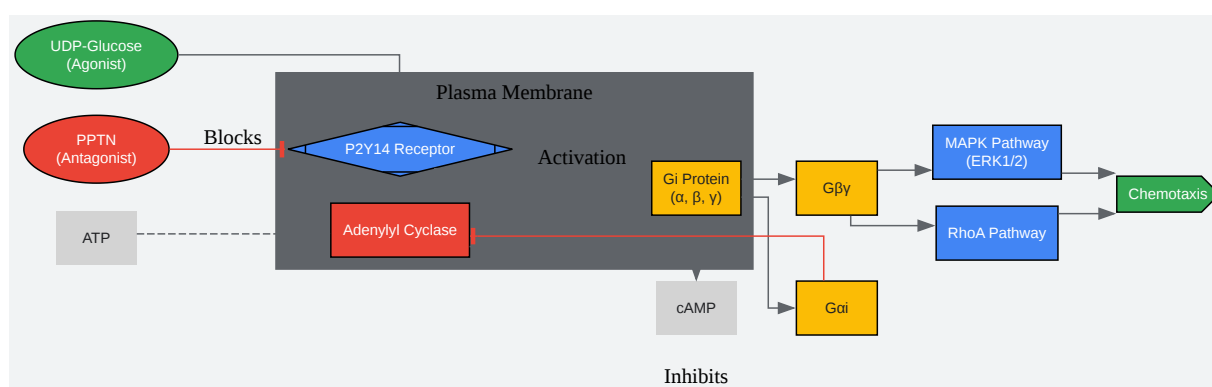 UDP-Glucose
(Agonist)
Plasma Membrane
PPTN
(Antagonist)
Blocks
P2Y14 Receptor
Activation
Gi Protein
(α, β, γ)
Gβγ
MAPK Pathway
(ERK1/2)
Chemotaxis
RhoA Pathway
ATP
Adenylyl Cyclase
cAMP
Gαi
Inhibits